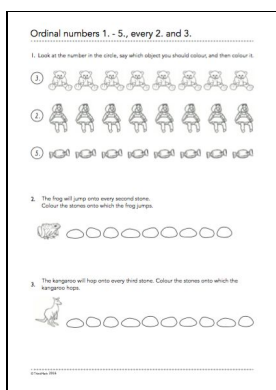 Ordinal numbers 1. - 5., every 2. and 3.
1. Look at the number in the circle, say which object you should colour, and then colour it.
3.
2.
5.
2. The frog will jump onto every second stone.
Colour the stones onto which the frog jumps.
3. The kangaroo will hop onto every third stone. Colour the stones onto which the
kangaroo hops.